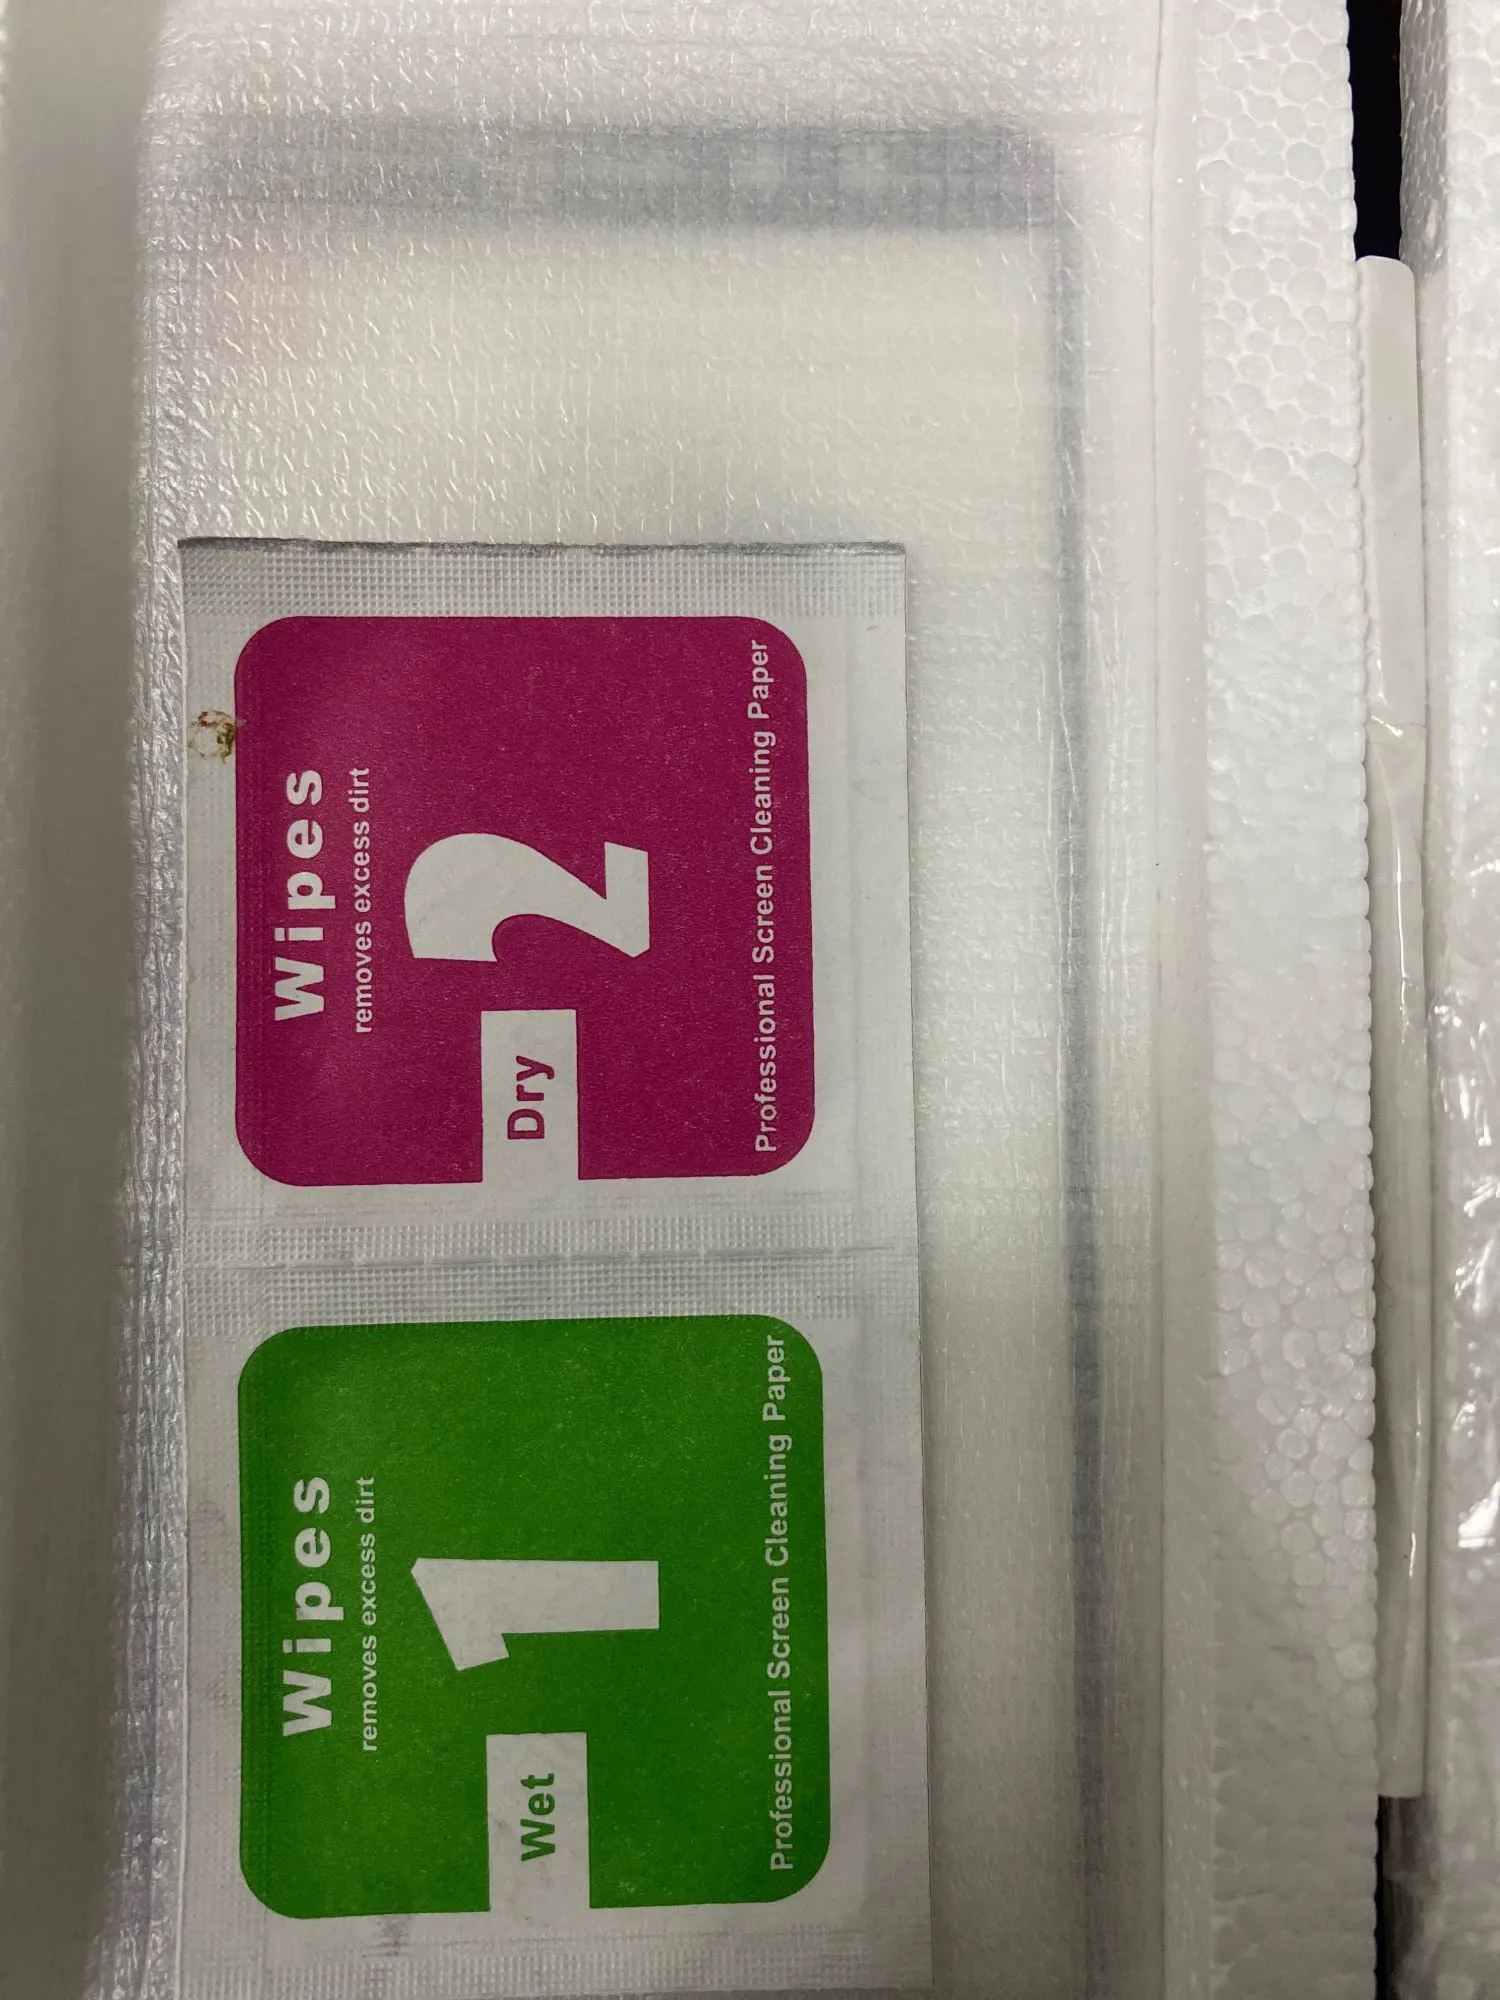 Wipes
removes excess dirt
1
Wet
Professional Screen Cleaning Paper
Wipes
removes excess dirt
2
Dry
Professional Screen Cleaning Paper